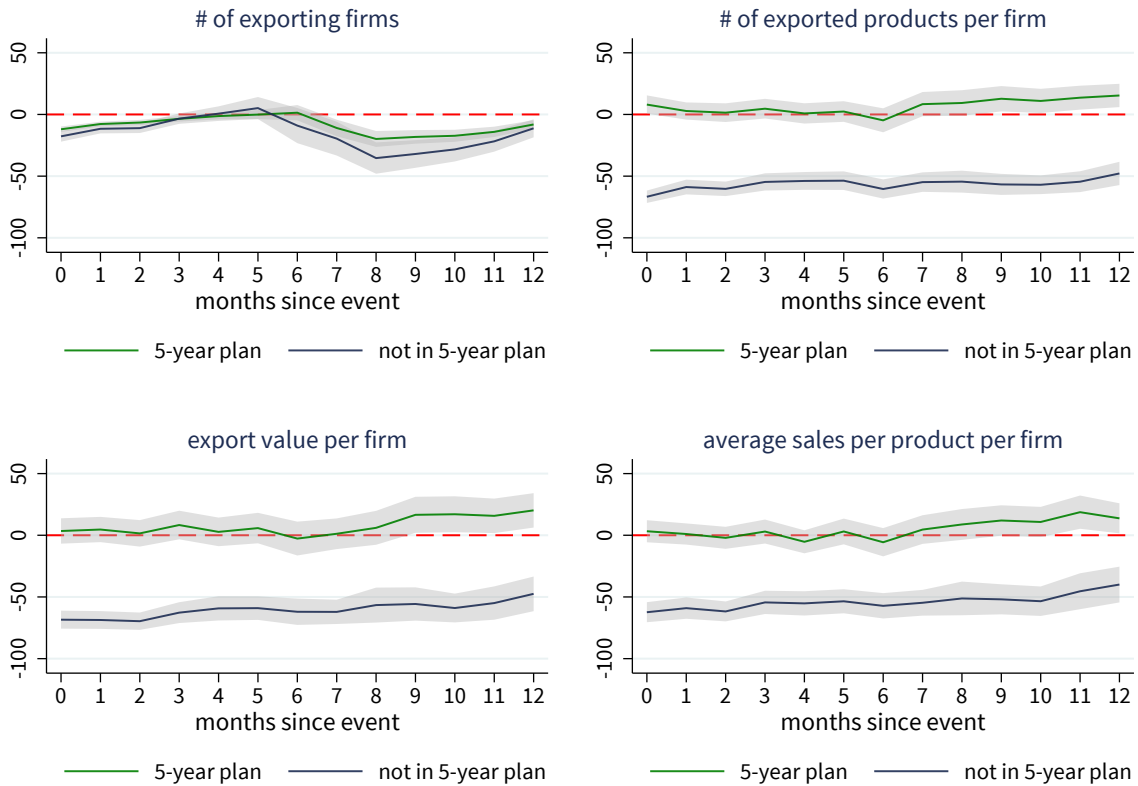 # of exporting firms
50
0
-50
-100
0 1 2 3 4 5 6 7 8 9 10 11 12
months since event
5-year plan not in 5-year plan
# of exported products per firm
50
0
-50
-100
0 1 2 3 4 5 6 7 8 9 10 11 12
months since event
5-year plan not in 5-year plan
export value per firm
50
0
-50
-100
0 1 2 3 4 5 6 7 8 9 10 11 12
months since event
5-year plan not in 5-year plan
average sales per product per firm
50
0
-50
-100
0 1 2 3 4 5 6 7 8 9 10 11 12
months since event
5-year plan not in 5-year plan